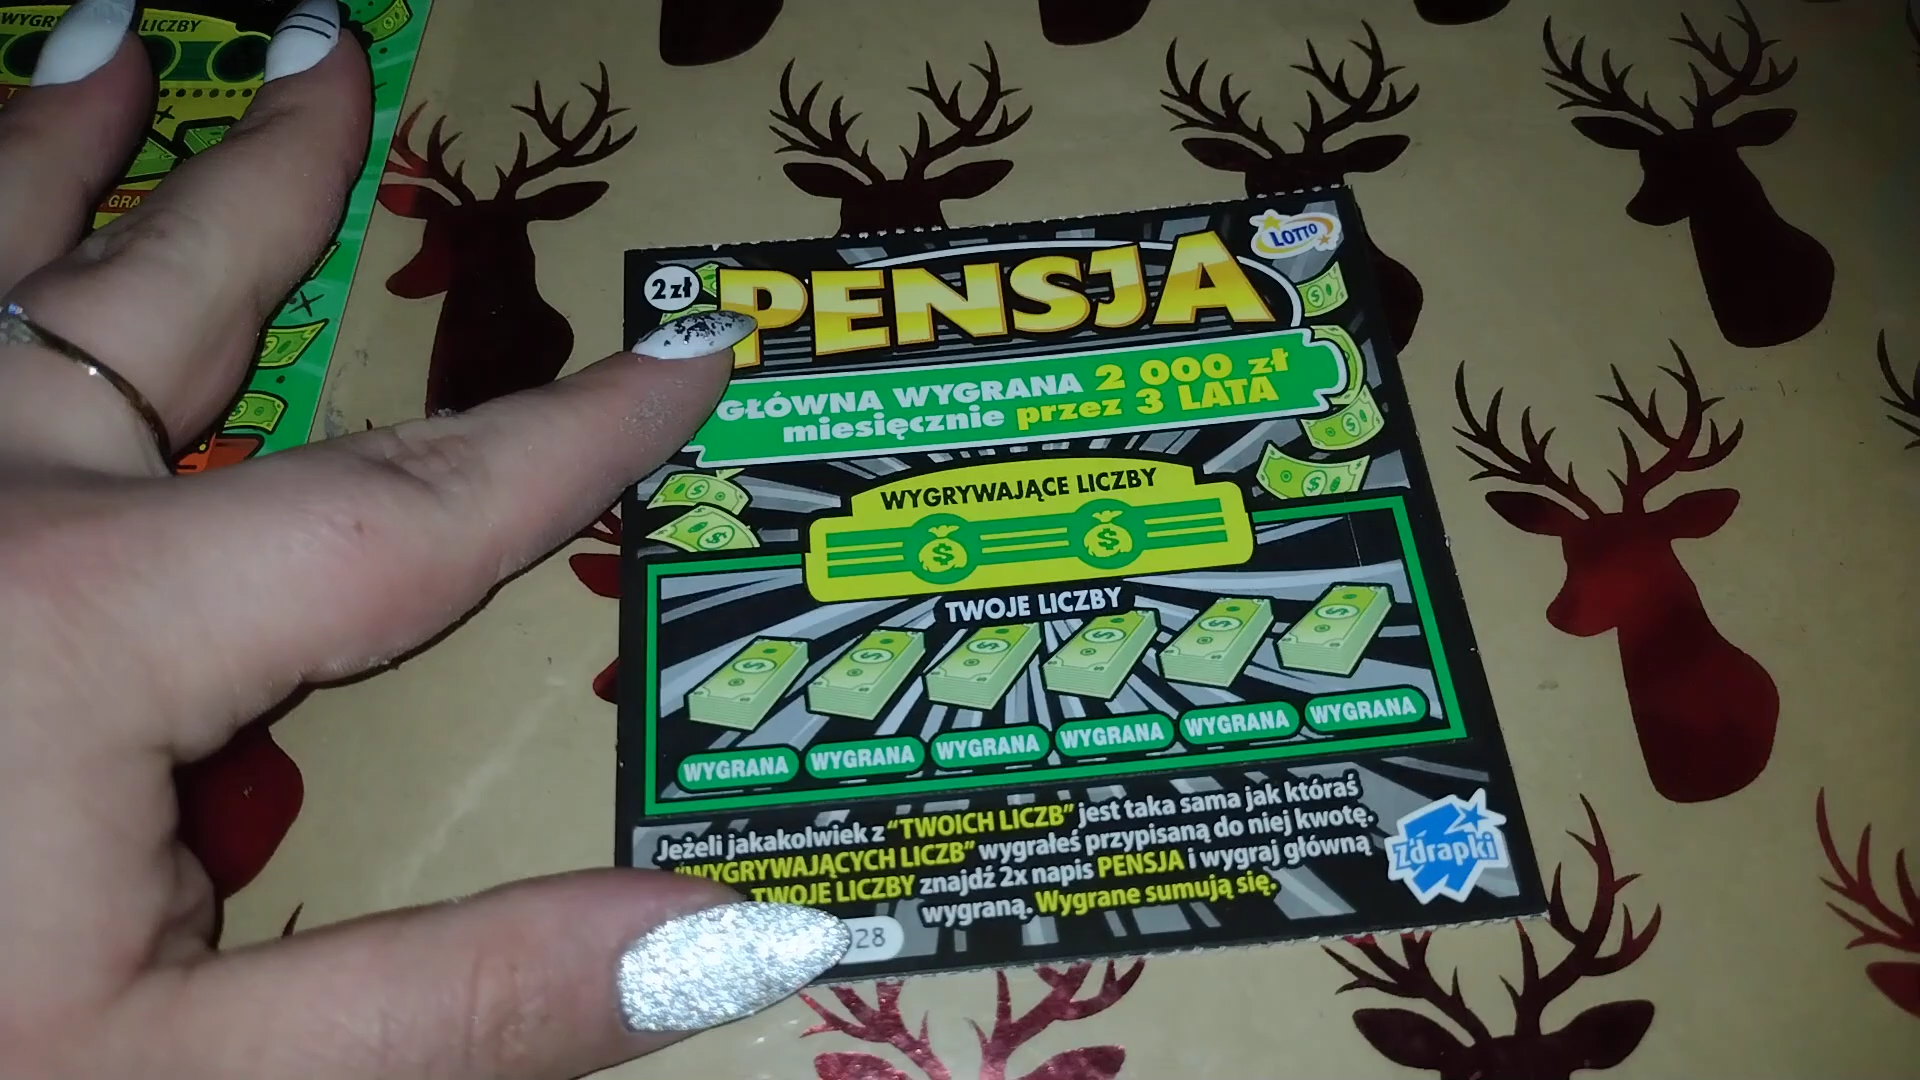 WYGR
LICZBY
GRA
LOTTO
2 zł
PENSJA
GŁÓWNA WYGRANA 2 000 zł
miesięcznie przez 3 LATA
WYGRYWAJĄCE LICZBY
TWOJE LICZBY
WYGRANA WYGRANA WYGRANA WYGRANA WYGRANA WYGRANA
Jeżeli jakakolwiek z "TWOICH LICZB" jest taka sama jak któraś
"WYGRYWAJĄCYCH LICZB" wygrałeś przypisaną do niej kwotę.
TWOJE LICZBY znajdź 2x napis PENSJA i wygraj główną
wygraną. Wygrane sumują się.
Zdrapki
28